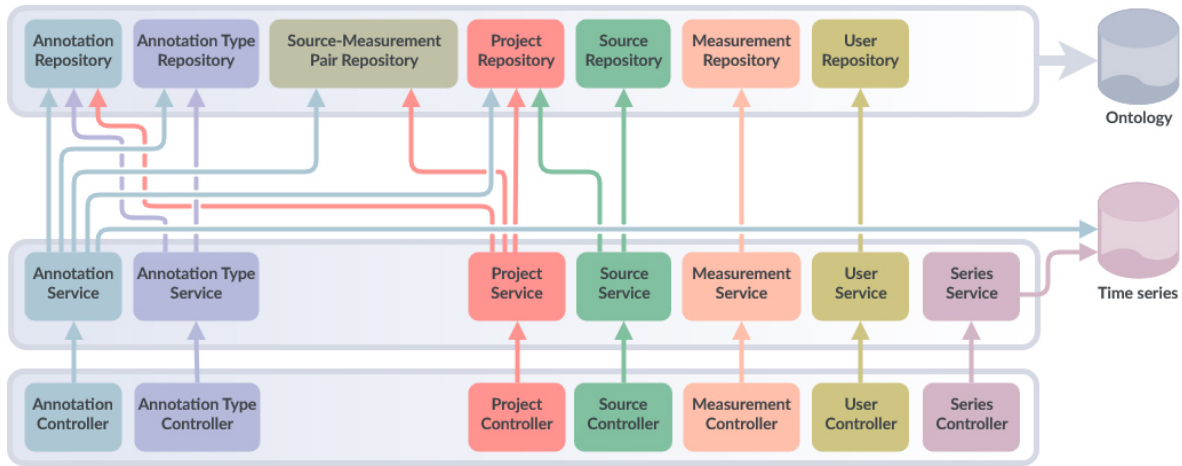 Annotation
Repository
Annotation Type
Repository
Source-Measurement
Pair Repository
Project
Repository
Source
Repository
Measurement
Repository
User
Repository
Ontology
Annotation
Service
Annotation Type
Service
Project
Service
Source
Service
Measurement
Service
User
Service
Series
Service
Time series
Annotation
Controller
Annotation Type
Controller
Project
Controller
Source
Controller
Measurement
Controller
User
Controller
Series
Controller